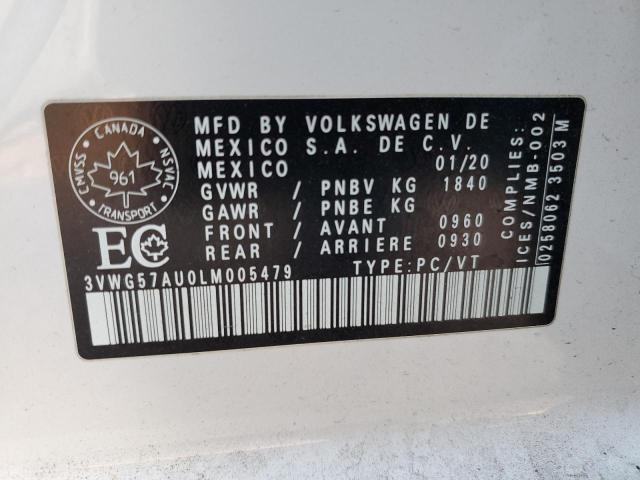 CANADA
CMVSS
NSVAC
961
TRANSPORT
EC
MFD BY VOLKSWAGEN DE
MEXICO S.A. DE C.V.
MEXICO 01/20
GVWR / PNBV KG 1840
GAWR / PNBE KG
FRONT / AVANT 0960
REAR / ARRIERE 0930
3VWG57AU0LM005479 TYPE:PC/VT
COMPLIES:
ICES/NMB-002
0258062 3503 M